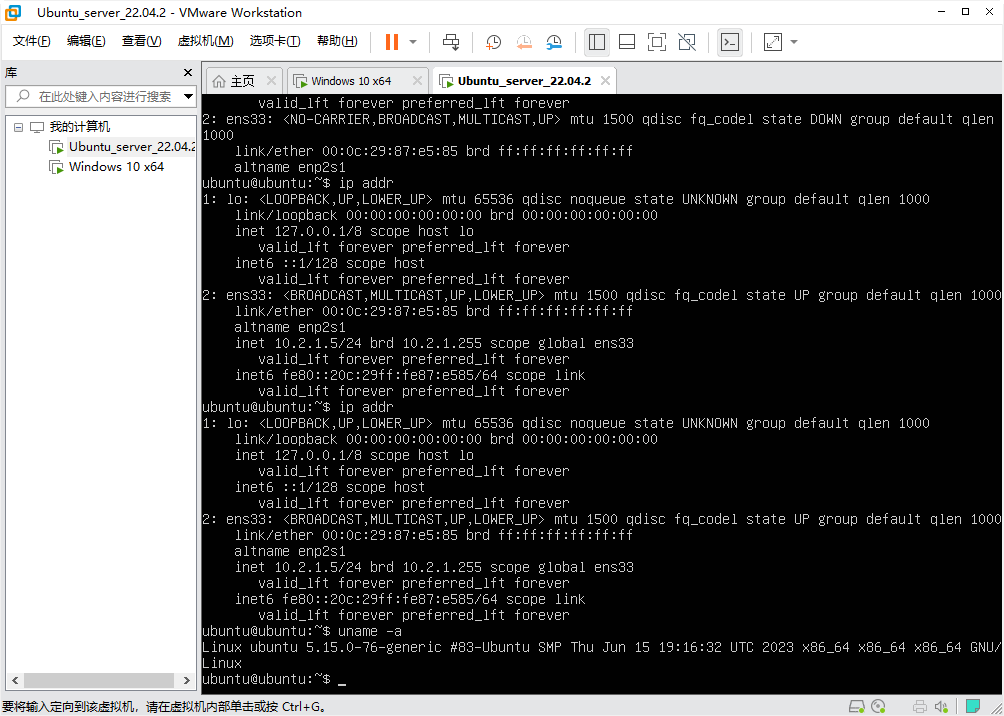 Ubuntu_server_22.04.2 - VMware Workstation
文件(F) 编辑(E) 查看(V) 虚拟机(M) 选项卡(T) 帮助(H)
库
在此处键入内容进行搜索
我的计算机
Ubuntu_server_22.04.2
Windows 10 x64
主页 Windows 10 x64 Ubuntu_server_22.04.2
valid_lft forever preferred_lft forever
2: ens33: <NO-CARRIER,BROADCAST,MULTICAST,UP> mtu 1500 qdisc fq_codel state DOWN group default qlen
1000
link/ether 00:0c:29:87:e5:85 brd ff:ff:ff:ff:ff:ff
altname enp2s1
ubuntu@ubuntu:~$ ip addr
1: lo: <LOOPBACK,UP,LOWER_UP> mtu 65536 qdisc noqueue state UNKNOWN group default qlen 1000
link/loopback 00:00:00:00:00:00 brd 00:00:00:00:00:00
inet 127.0.0.1/8 scope host lo
valid_lft forever preferred_lft forever
inet6 ::1/128 scope host
valid_lft forever preferred_lft forever
2: ens33: <BROADCAST,MULTICAST,UP,LOWER_UP> mtu 1500 qdisc fq_codel state UP group default qlen 1000
link/ether 00:0c:29:87:e5:85 brd ff:ff:ff:ff:ff:ff
altname enp2s1
inet 10.2.1.5/24 brd 10.2.1.255 scope global ens33
valid_lft forever preferred_lft forever
inet6 fe80::20c:29ff:fe87:e585/64 scope link
valid_lft forever preferred_lft forever
ubuntu@ubuntu:~$ ip addr
1: lo: <LOOPBACK,UP,LOWER_UP> mtu 65536 qdisc noqueue state UNKNOWN group default qlen 1000
link/loopback 00:00:00:00:00:00 brd 00:00:00:00:00:00
inet 127.0.0.1/8 scope host lo
valid_lft forever preferred_lft forever
inet6 ::1/128 scope host
valid_lft forever preferred_lft forever
2: ens33: <BROADCAST,MULTICAST,UP,LOWER_UP> mtu 1500 qdisc fq_codel state UP group default qlen 1000
link/ether 00:0c:29:87:e5:85 brd ff:ff:ff:ff:ff:ff
altname enp2s1
inet 10.2.1.5/24 brd 10.2.1.255 scope global ens33
valid_lft forever preferred_lft forever
inet6 fe80::20c:29ff:fe87:e585/64 scope link
valid_lft forever preferred_lft forever
ubuntu@ubuntu:~$ uname -a
Linux ubuntu 5.15.0-76-generic #83-Ubuntu SMP Thu Jun 15 19:16:32 UTC 2023 x86_64 x86_64 x86_64 GNU/
Linux
ubuntu@ubuntu:~$ _
要将输入定向到该虚拟机，请在虚拟机内部单击或按 Ctrl+G。